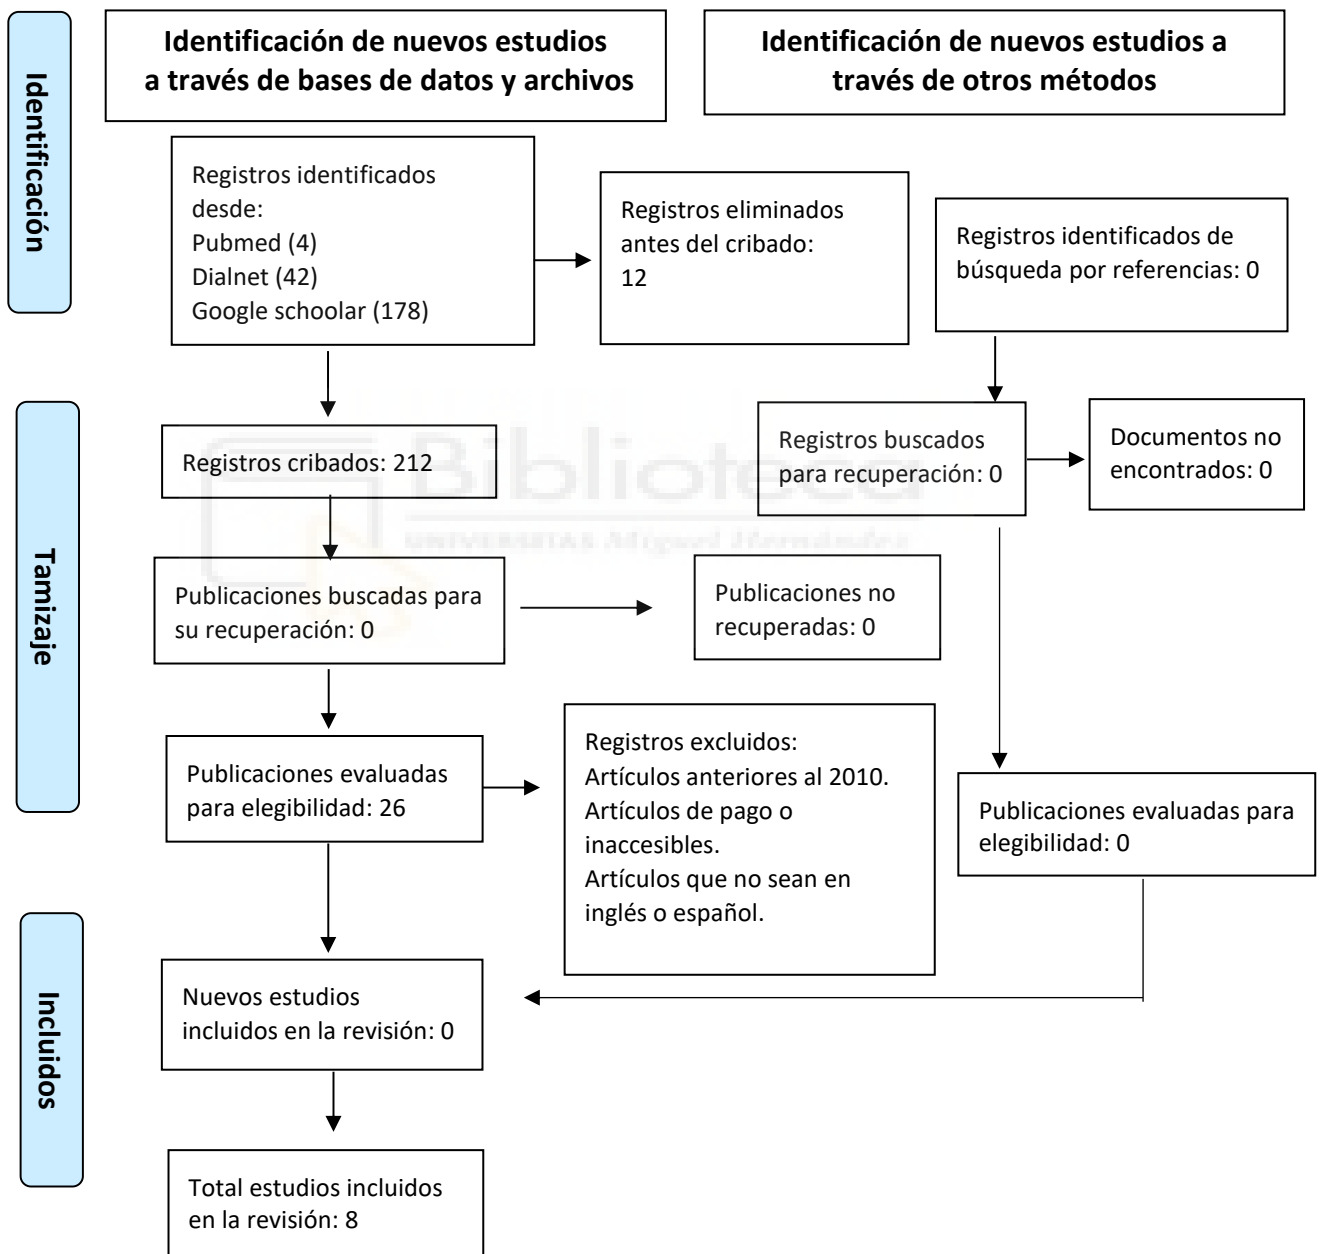 Identificación
Identificación de nuevos estudios
a través de bases de datos y archivos
Identificación de nuevos estudios a
través de otros métodos
Registros identificados
desde:
Pubmed (4)
Dialnet (42)
Google schoolar (178)
Registros eliminados
antes del cribado:
12
Registros identificados de
búsqueda por referencias: 0
Tamizaje
Registros cribados: 212
Registros buscados
para recuperación: 0
Documentos no
encontrados: 0
Biblioteca
UNIVERSITAS Miguel Hernández
Publicaciones buscadas para
su recuperación: 0
Publicaciones no
recuperadas: 0
Publicaciones evaluadas
para elegibilidad: 26
Registros excluidos:
Artículos anteriores al 2010.
Artículos de pago o
inaccesibles.
Artículos que no sean en
inglés o español.
Publicaciones evaluadas para
elegibilidad: 0
Incluidos
Nuevos estudios
incluidos en la revisión: 0
Total estudios incluidos
en la revisión: 8